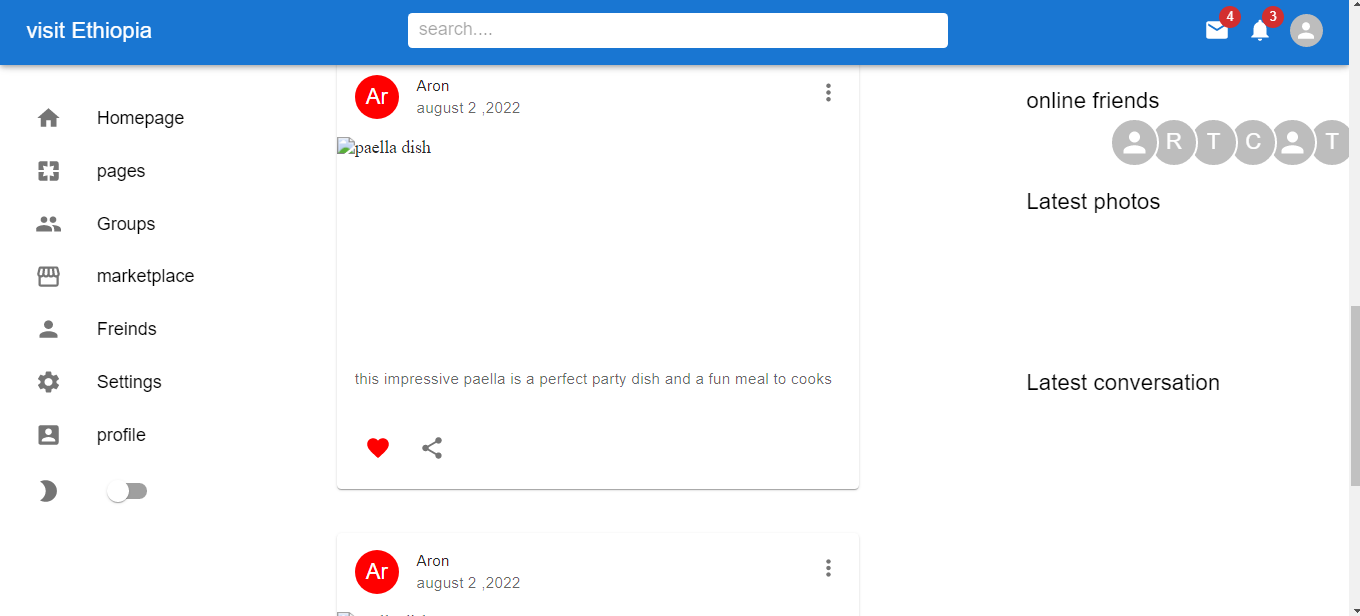 visit Ethiopia
search....
4
3
Homepage
pages
Groups
marketplace
Freinds
Settings
profile
Ar
Aron
august 2 ,2022
paella dish
this impressive paella is a perfect party dish and a fun meal to cooks
Ar
Aron
august 2 ,2022
online friends
R
T
C
T
Latest photos
Latest conversation